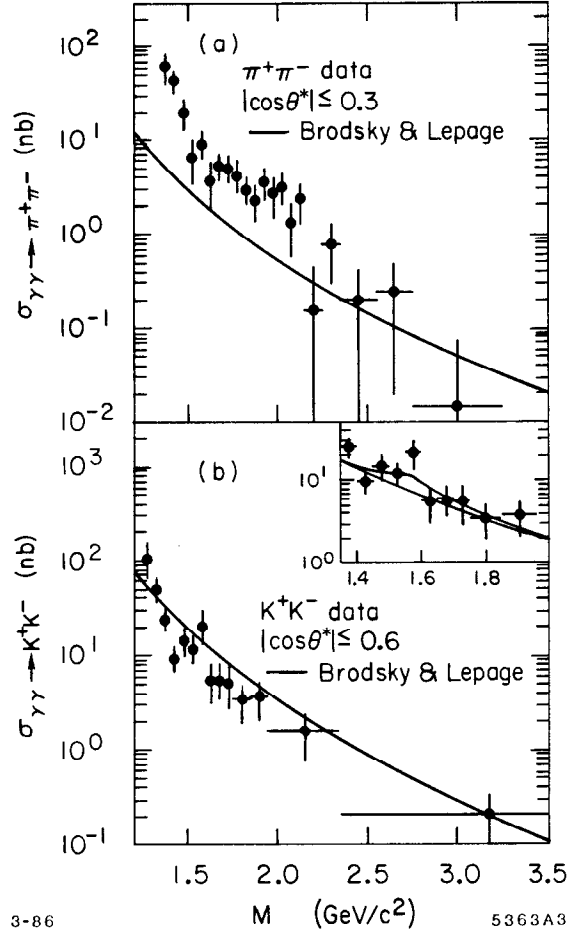 10²
10¹
10⁰
10⁻¹
10⁻²
σγγ→π⁺π⁻ (nb)
(a)
π⁺π⁻ data
|cosθ*| ≤ 0.3
— Brodsky & Lepage
10³
10²
10¹
10⁰
10⁻¹
σγγ→K⁺K⁻ (nb)
(b)
10¹
10⁰
1.4 1.6 1.8
K⁺K⁻ data
|cosθ*| ≤ 0.6
— Brodsky & Lepage
1.5 2.0 2.5 3.0 3.5
M (GeV/c²)
3-86 5363A3